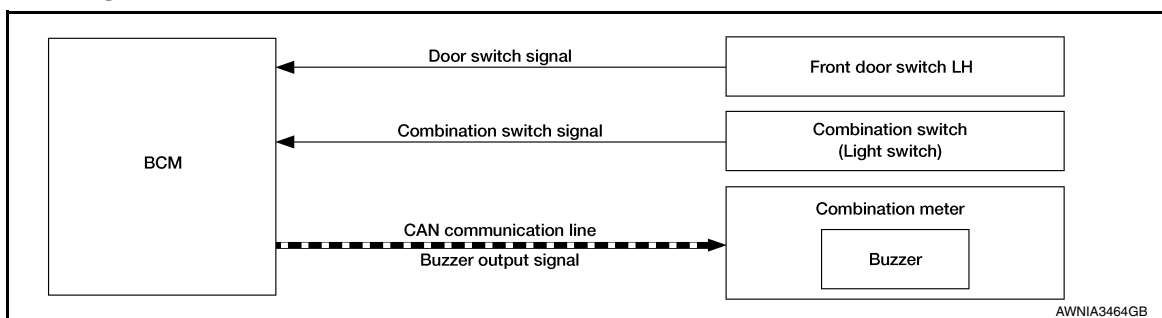 Door switch signal
Front door switch LH
Combination switch signal
Combination switch
(Light switch)
BCM
Combination meter
CAN communication line
Buzzer output signal
Buzzer
AWNIA3464GB